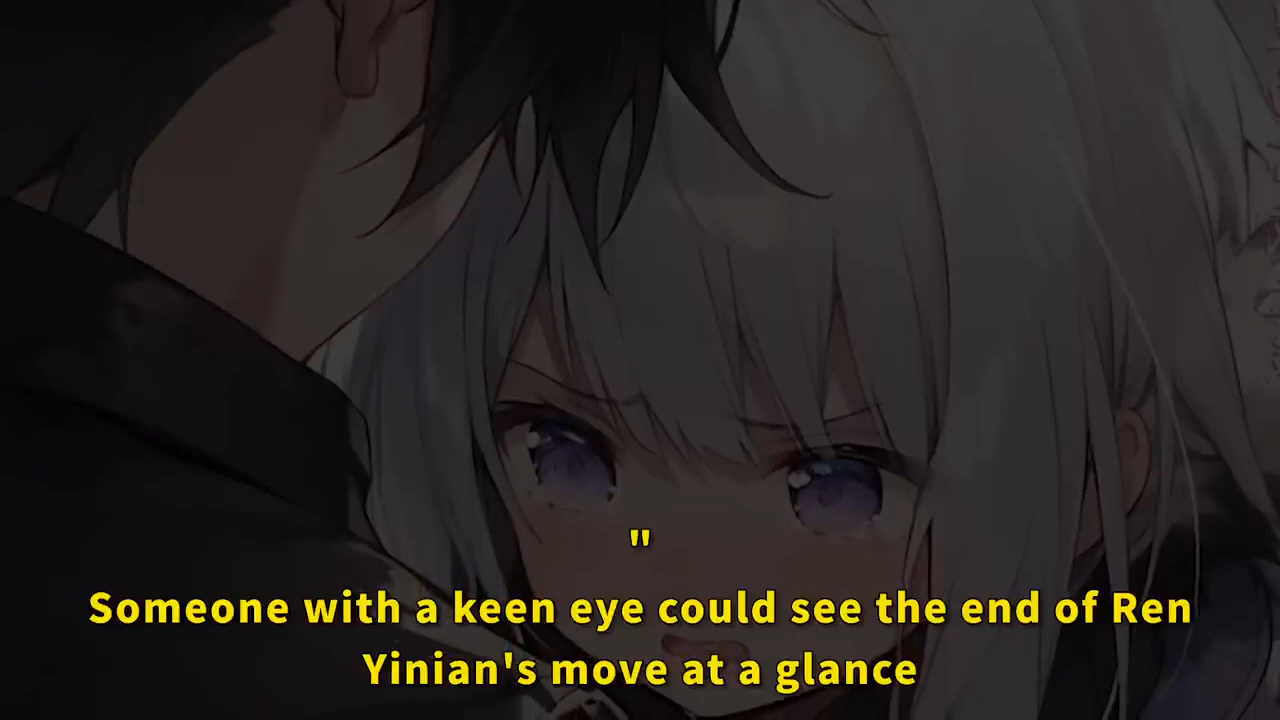 "
Someone with a keen eye could see the end of Ren
Yinian's move at a glance